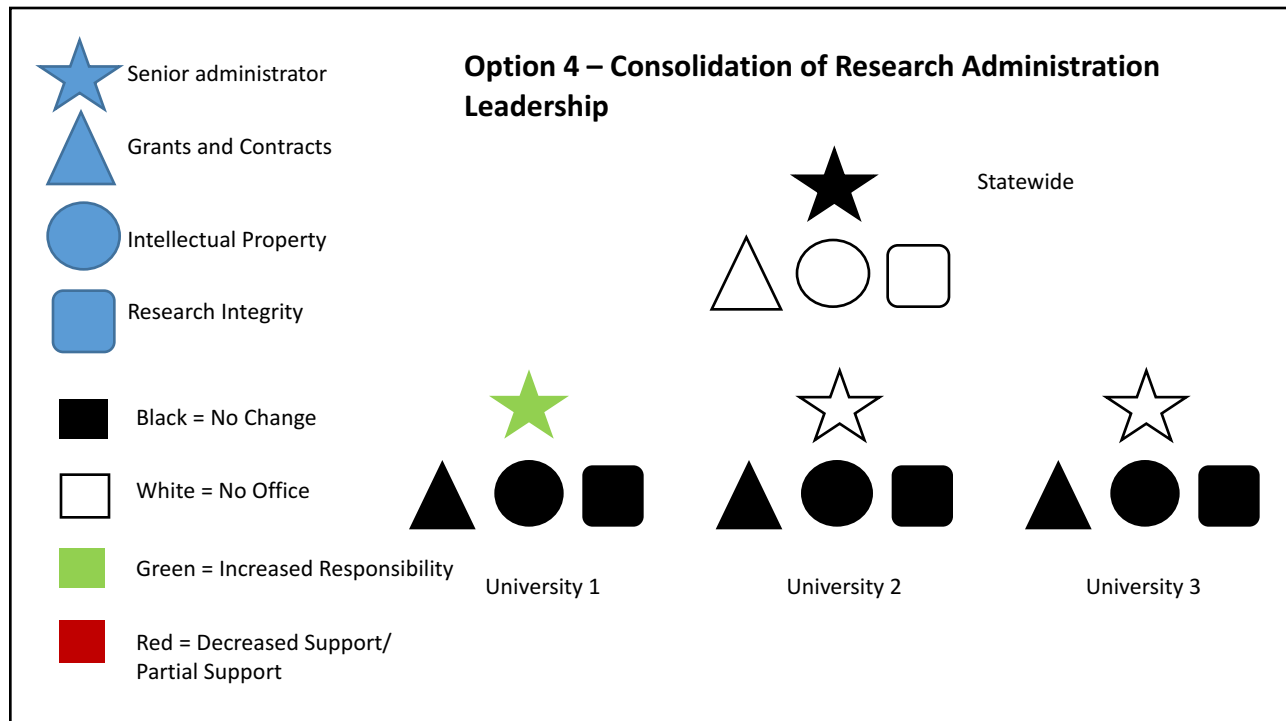 Option 4 – Consolidation of Research Administration
Leadership
Senior administrator
Grants and Contracts
Intellectual Property
Research Integrity
Black = No Change
White = No Office
Green = Increased Responsibility
Red = Decreased Support/
Partial Support
Statewide
University 1
University 2
University 3